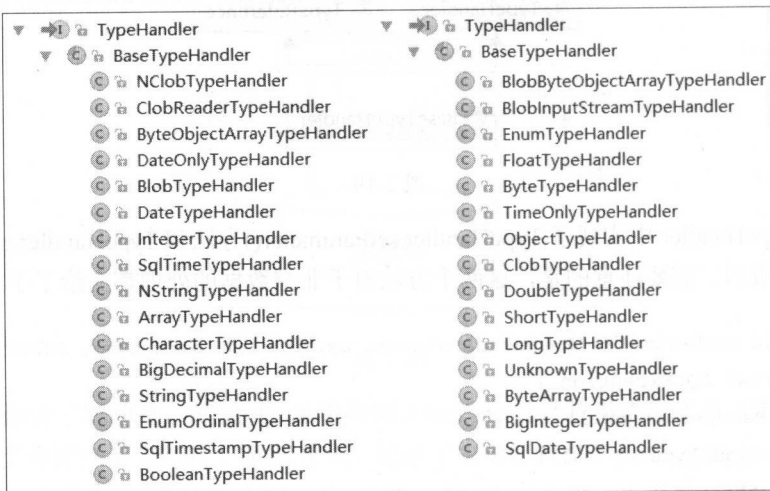 TypeHandler
BaseTypeHandler
NClobTypeHandler
ClobReaderTypeHandler
ByteObjectArrayTypeHandler
DateOnlyTypeHandler
BlobTypeHandler
DateTypeHandler
IntegerTypeHandler
SqlTimeTypeHandler
NStringTypeHandler
ArrayTypeHandler
CharacterTypeHandler
BigDecimalTypeHandler
StringTypeHandler
EnumOrdinalTypeHandler
SqlTimestampTypeHandler
BooleanTypeHandler
TypeHandler
BaseTypeHandler
BlobByteObjectArrayTypeHandler
BlobInputStreamTypeHandler
EnumTypeHandler
FloatTypeHandler
ByteTypeHandler
TimeOnlyTypeHandler
ObjectTypeHandler
ClobTypeHandler
DoubleTypeHandler
ShortTypeHandler
LongTypeHandler
UnknownTypeHandler
ByteArrayTypeHandler
BigIntegerTypeHandler
SqlDateTypeHandler